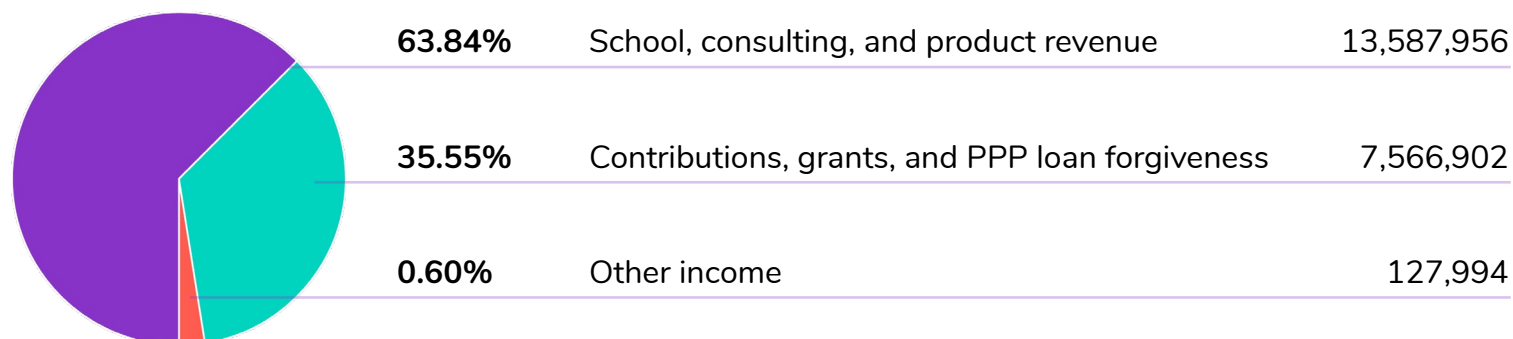 63.84% School, consulting, and product revenue 13,587,956
35.55% Contributions, grants, and PPP loan forgiveness 7,566,902
0.60% Other income 127,994